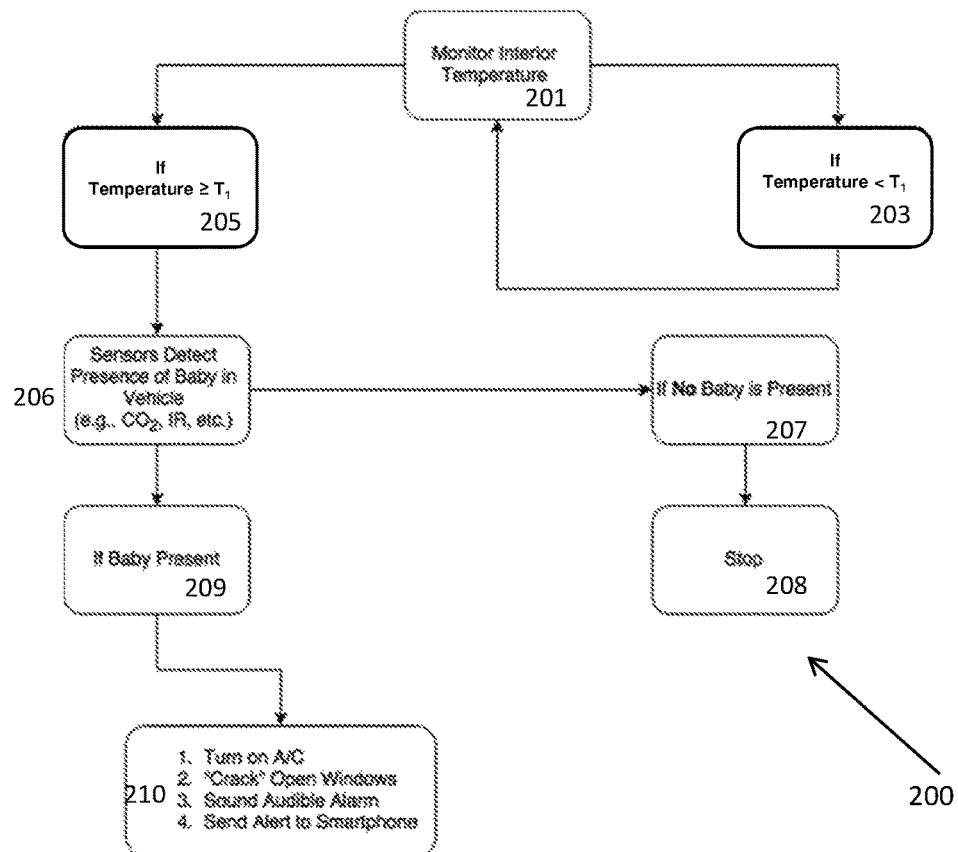 Monitor Interior
Temperature
201
If
Temperature ≥ T₁
205
If
Temperature < T₁
203
206
Sensors Detect
Presence of Baby in
Vehicle
(e.g., CO₂, IR, etc.)
If No Baby is Present
207
If Baby Present
209
Stop
208
210
1. Turn on A/C
2. "Crack" Open Windows
3. Sound Audible Alarm
4. Send Alert to Smartphone
200